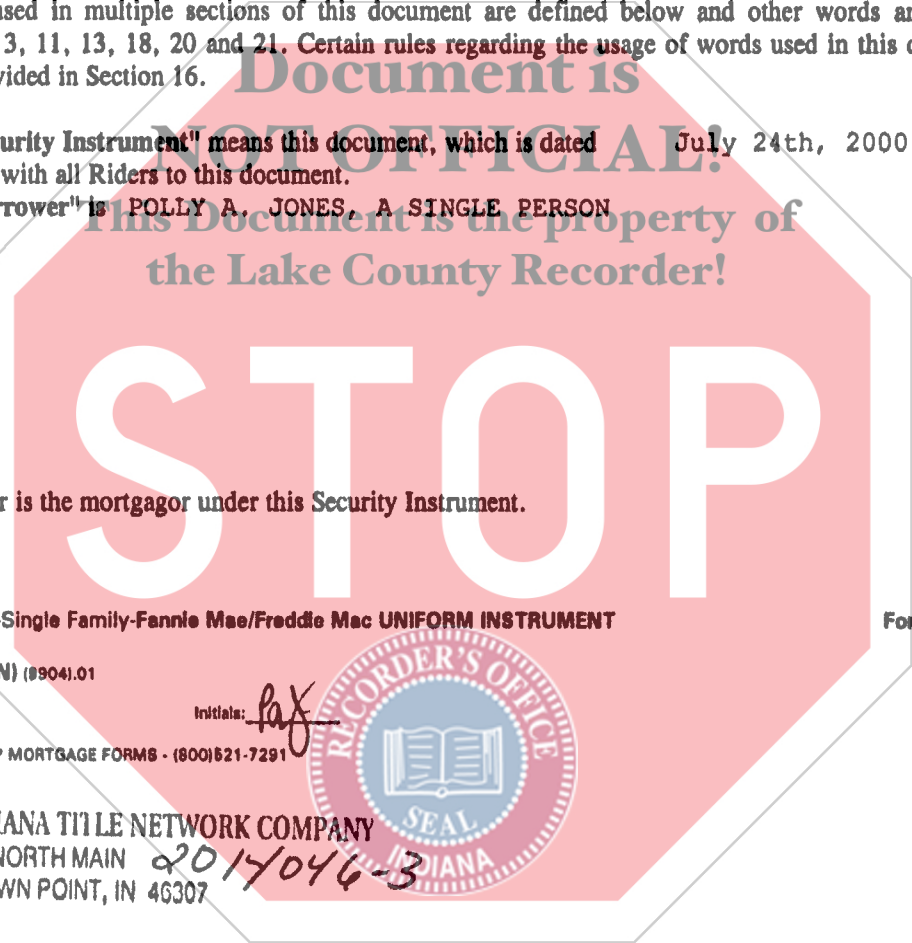 used in multiple sections of this document are defined below and other words a
3, 11, 13, 18, 20 and 21. Certain rules regarding the usage of words used in this
vided in Section 16.
Document is
urity Instrument" means this document, which is dated July 24th, 2000
NOT OFFICIAL!
with all Riders to this document.
rrower" is POLLY A. JONES, A SINGLE PERSON
This Document is the property of
the Lake County Recorder!
STOP
r is the mortgagor under this Security Instrument.
-Single Family-Fannie Mae/Freddie Mac UNIFORM INSTRUMENT For
N) (9904).01
Initials: PAJ
MORTGAGE FORMS - (800)521-7291
RECORDER'S OFFICE
SEAL
INDIANA
IANA TITLE NETWORK COMPANY
NORTH MAIN 2014046-3
WN POINT, IN 46307